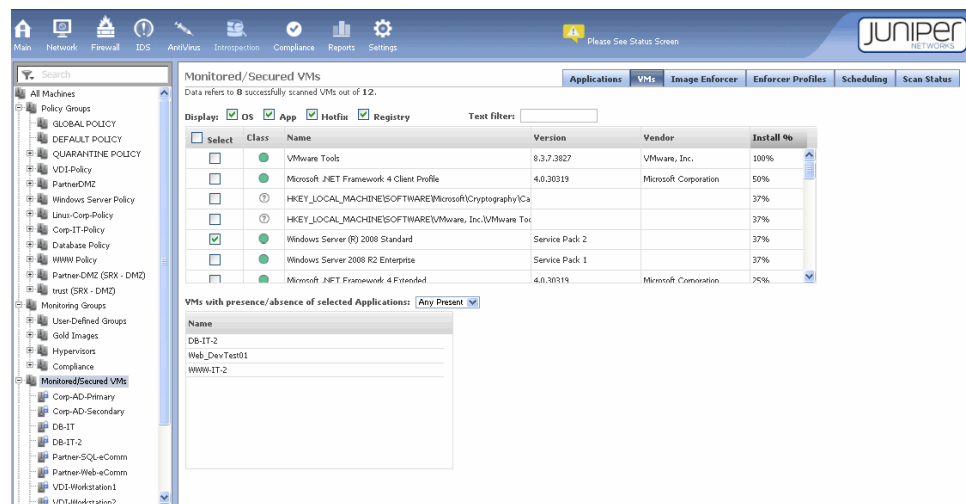 Main Network Firewall IDS AntiVirus Introspection Compliance Reports Settings
Please See Status Screen
JUNIPER
NETWORKS
Search
All Machines
Policy Groups
GLOBAL POLICY
DEFAULT POLICY
QUARANTINE POLICY
VDI-Policy
PartnerDMZ
Windows Server Policy
Linux-Corp-Policy
Corp-IT-Policy
Database Policy
WWW Policy
Partner-DMZ (SRX - DMZ)
trust (SRX - DMZ)
Monitoring Groups
User-Defined Groups
Gold Images
Hypervisors
Compliance
Monitored/Secured VMs
Corp-AD-Primary
Corp-AD-Secondary
DB-IT
DB-IT-2
Partner-SQL-eComm
Partner-Web-eComm
VDI-Workstation1
VDI-Workstation2
Monitored/Secured VMs
Applications VMs Image Enforcer Enforcer Profiles Scheduling Scan Status
Data refers to 8 successfully scanned VMs out of 12.
Display: OS App Hotfix Registry Text filter:
Select Class Name Version Vendor Install %
VMware Tools 8.3.7.3827 VMware, Inc. 100%
Microsoft .NET Framework 4 Client Profile 4.0.30319 Microsoft Corporation 50%
HKEY_LOCAL_MACHINE\SOFTWARE\Microsoft\Cryptography\Ca 37%
HKEY_LOCAL_MACHINE\SOFTWARE\VMware, Inc.\VMware Too 37%
Windows Server (R) 2008 Standard Service Pack 2 37%
Windows Server 2008 R2 Enterprise Service Pack 1 37%
Microsoft .NET Framework 4 Extended 4.0.30319 Microsoft Corporation 25%
VMs with presence/absence of selected Applications: Any Present
Name
DB-IT-2
Web_DevTest01
WWW-IT-2